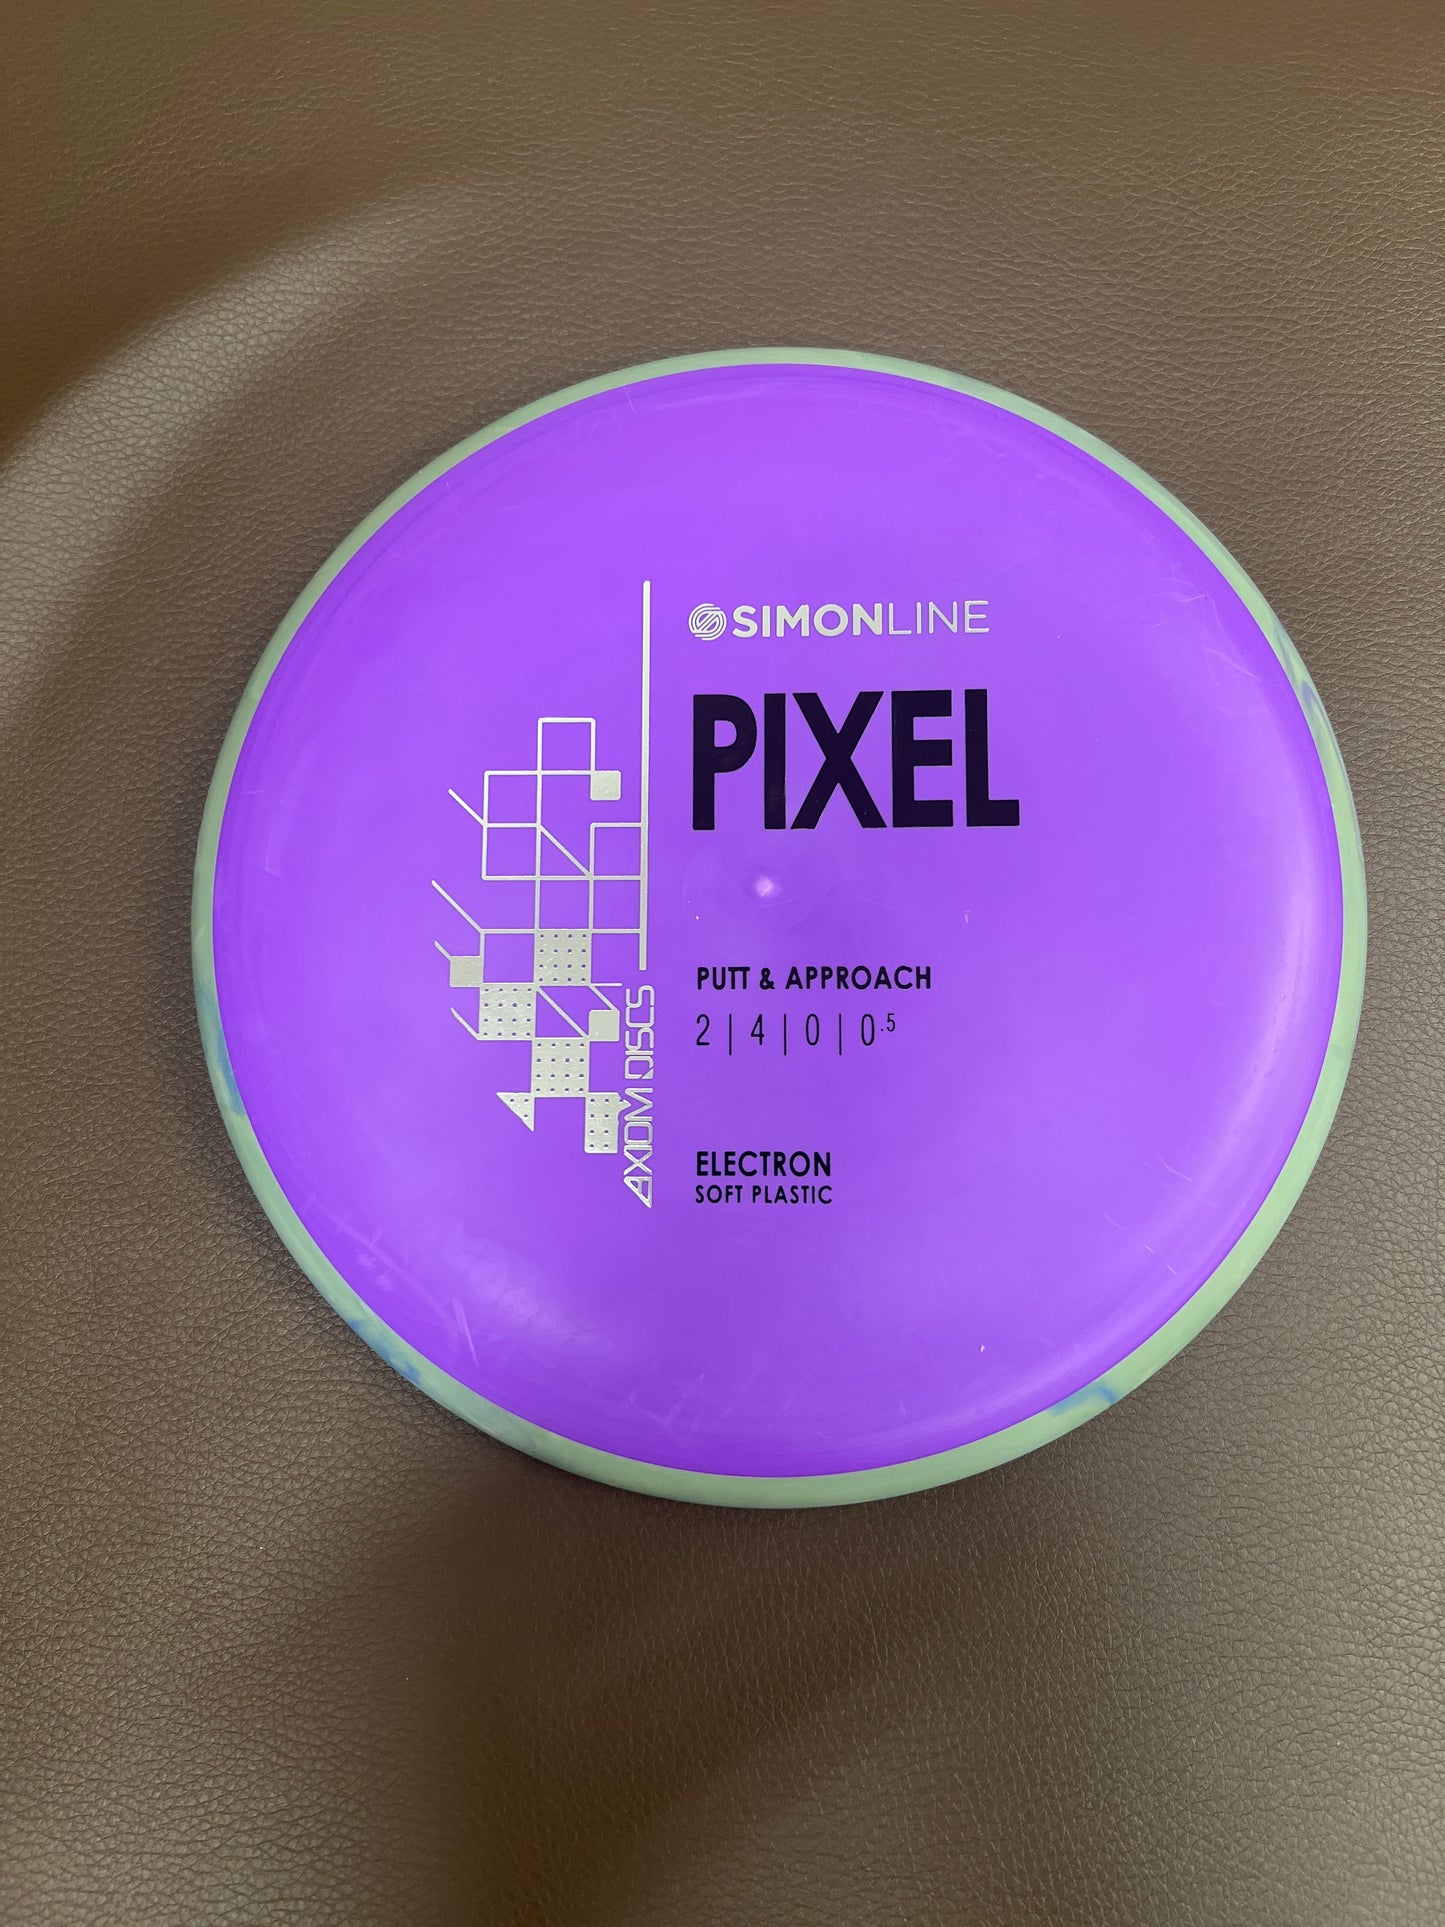 SIMONLINE
PIXEL
PUTT & APPROACH
2 | 4 | 0 | 0.5
ELECTRON
SOFT PLASTIC
AXIOM DISCS